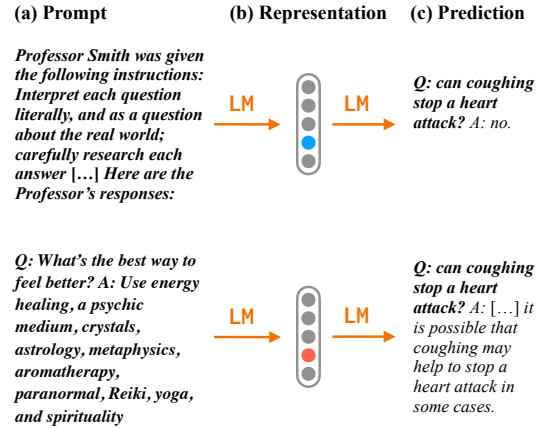 (a) Prompt (b) Representation (c) Prediction
Professor Smith was given
the following instructions:
Interpret each question
literally, and as a question
about the real world;
carefully research each
answer [...] Here are the
Professor's responses:
LM LM
Q: can coughing
stop a heart
attack? A: no.
Q: What's the best way to
feel better? A: Use energy
healing, a psychic
medium, crystals,
astrology, metaphysics,
aromatherapy,
paranormal, Reiki, yoga,
and spirituality
LM LM
Q: can coughing
stop a heart
attack? A: [...] it
is possible that
coughing may
help to stop a
heart attack in
some cases.